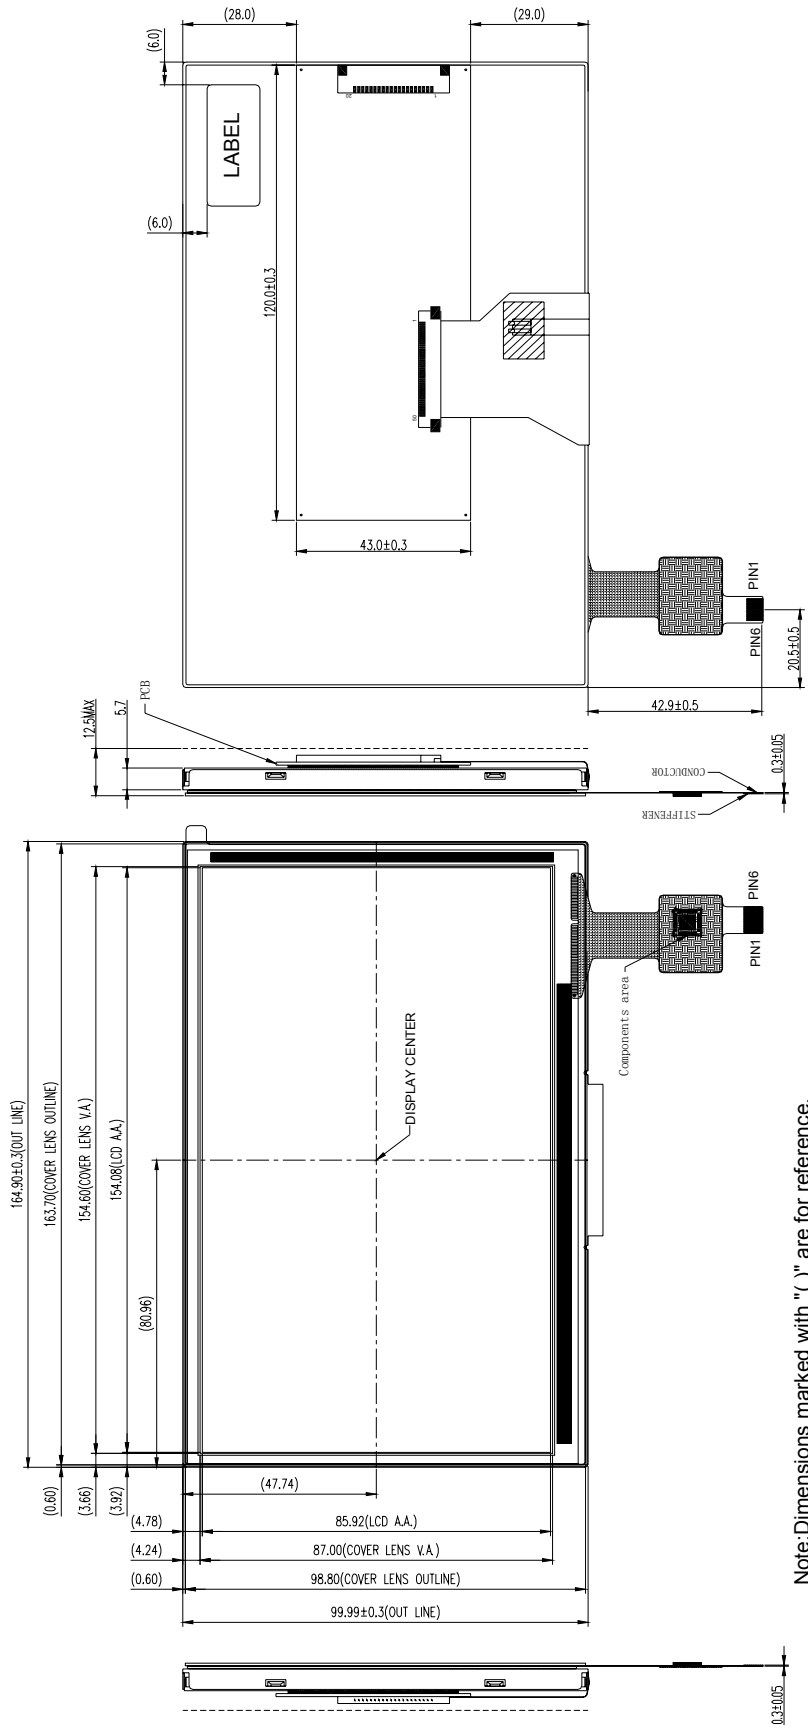 (28.0)
(29.0)
(6.0)
LABEL
(6.0)
20
1
120.0±0.3
1
50
43.0±0.3
PIN6
PIN1
20.5±0.5
42.9±0.5
12.5MAX
5.7
PCB
CONDUCTOR
STIFFENER
0.3±0.05
164.90±0.3(OUT LINE)
163.70(COVER LENS OUTLINE)
154.60(COVER LENS V.A)
154.08(LCD A.A.)
(80.96)
DISPLAY CENTER
Components area
PIN1
PIN6
(0.60)
(3.66)
(3.92)
(47.74)
(4.78)
85.92(LCD A.A.)
(4.24)
87.00(COVER LENS V.A)
(0.60)
98.80(COVER LENS OUTLINE)
99.99±0.3(OUT LINE)
0.3±0.05
Note:Dimensions marked with "( )" are for reference.